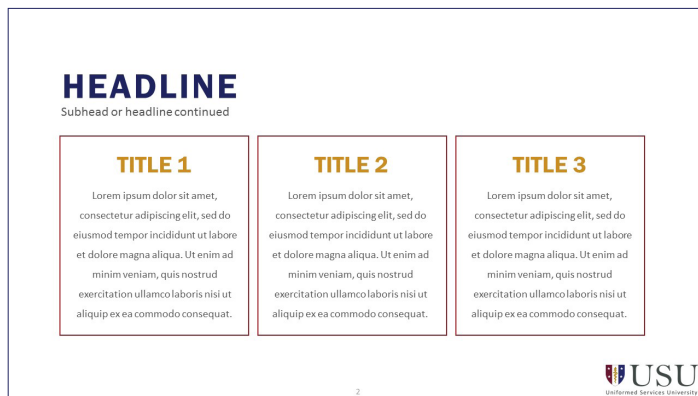 HEADLINE
Subhead or headline continued
TITLE 1
Lorem ipsum dolor sit amet,
consectetur adipiscing elit, sed do
eiusmod tempor incididunt ut labore
et dolore magna aliqua. Ut enim ad
minim veniam, quis nostrud
exercitation ullamco laboris nisi ut
aliquip ex ea commodo consequat.
TITLE 2
Lorem ipsum dolor sit amet,
consectetur adipiscing elit, sed do
eiusmod tempor incididunt ut labore
et dolore magna aliqua. Ut enim ad
minim veniam, quis nostrud
exercitation ullamco laboris nisi ut
aliquip ex ea commodo consequat.
TITLE 3
Lorem ipsum dolor sit amet,
consectetur adipiscing elit, sed do
eiusmod tempor incididunt ut labore
et dolore magna aliqua. Ut enim ad
minim veniam, quis nostrud
exercitation ullamco laboris nisi ut
aliquip ex ea commodo consequat.
2
USU
Uniformed Services University